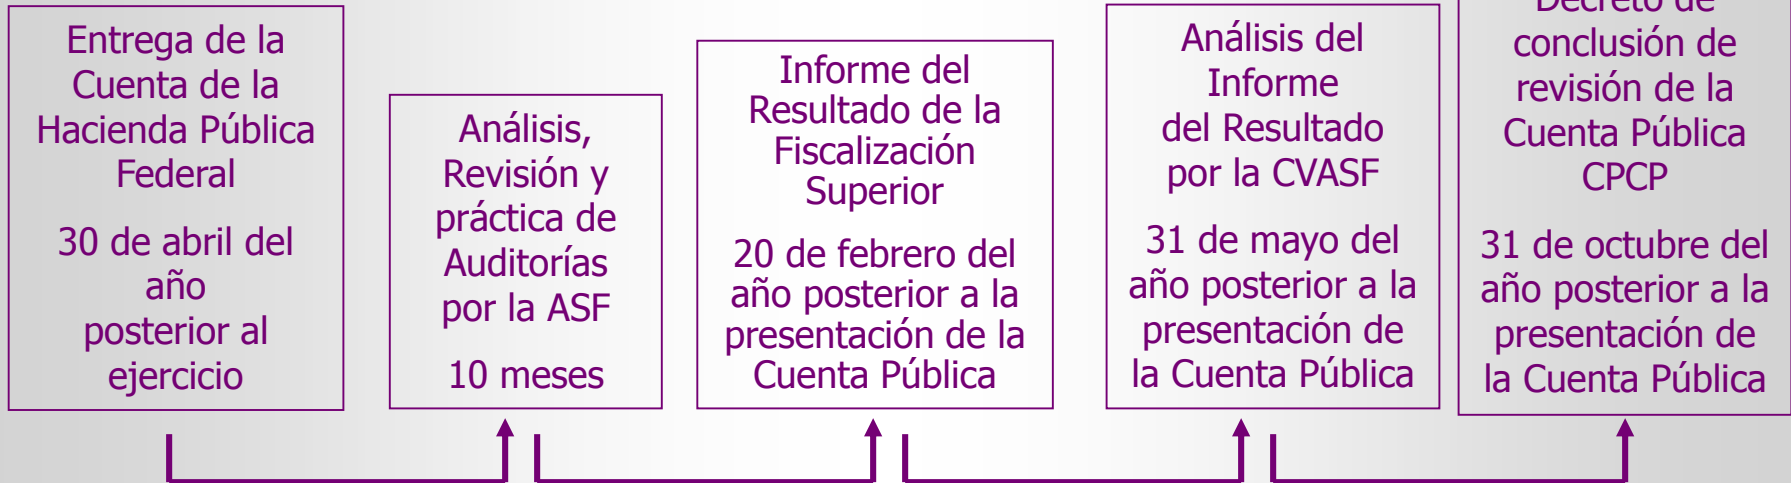 Entrega de la
Cuenta de la
Hacienda Pública
Federal
30 de abril del
año
posterior al
ejercicio
Análisis,
Revisión y
práctica de
Auditorías
por la ASF
10 meses
Informe del
Resultado de la
Fiscalización
Superior
20 de febrero del
año posterior a la
presentación de la
Cuenta Pública
Análisis del
Informe
del Resultado
por la CVASF
31 de mayo del
año posterior a la
presentación de
la Cuenta Pública
Decreto de
conclusión de
revisión de la
Cuenta Pública
CPCP
31 de octubre del
año posterior a la
presentación de
la Cuenta Pública